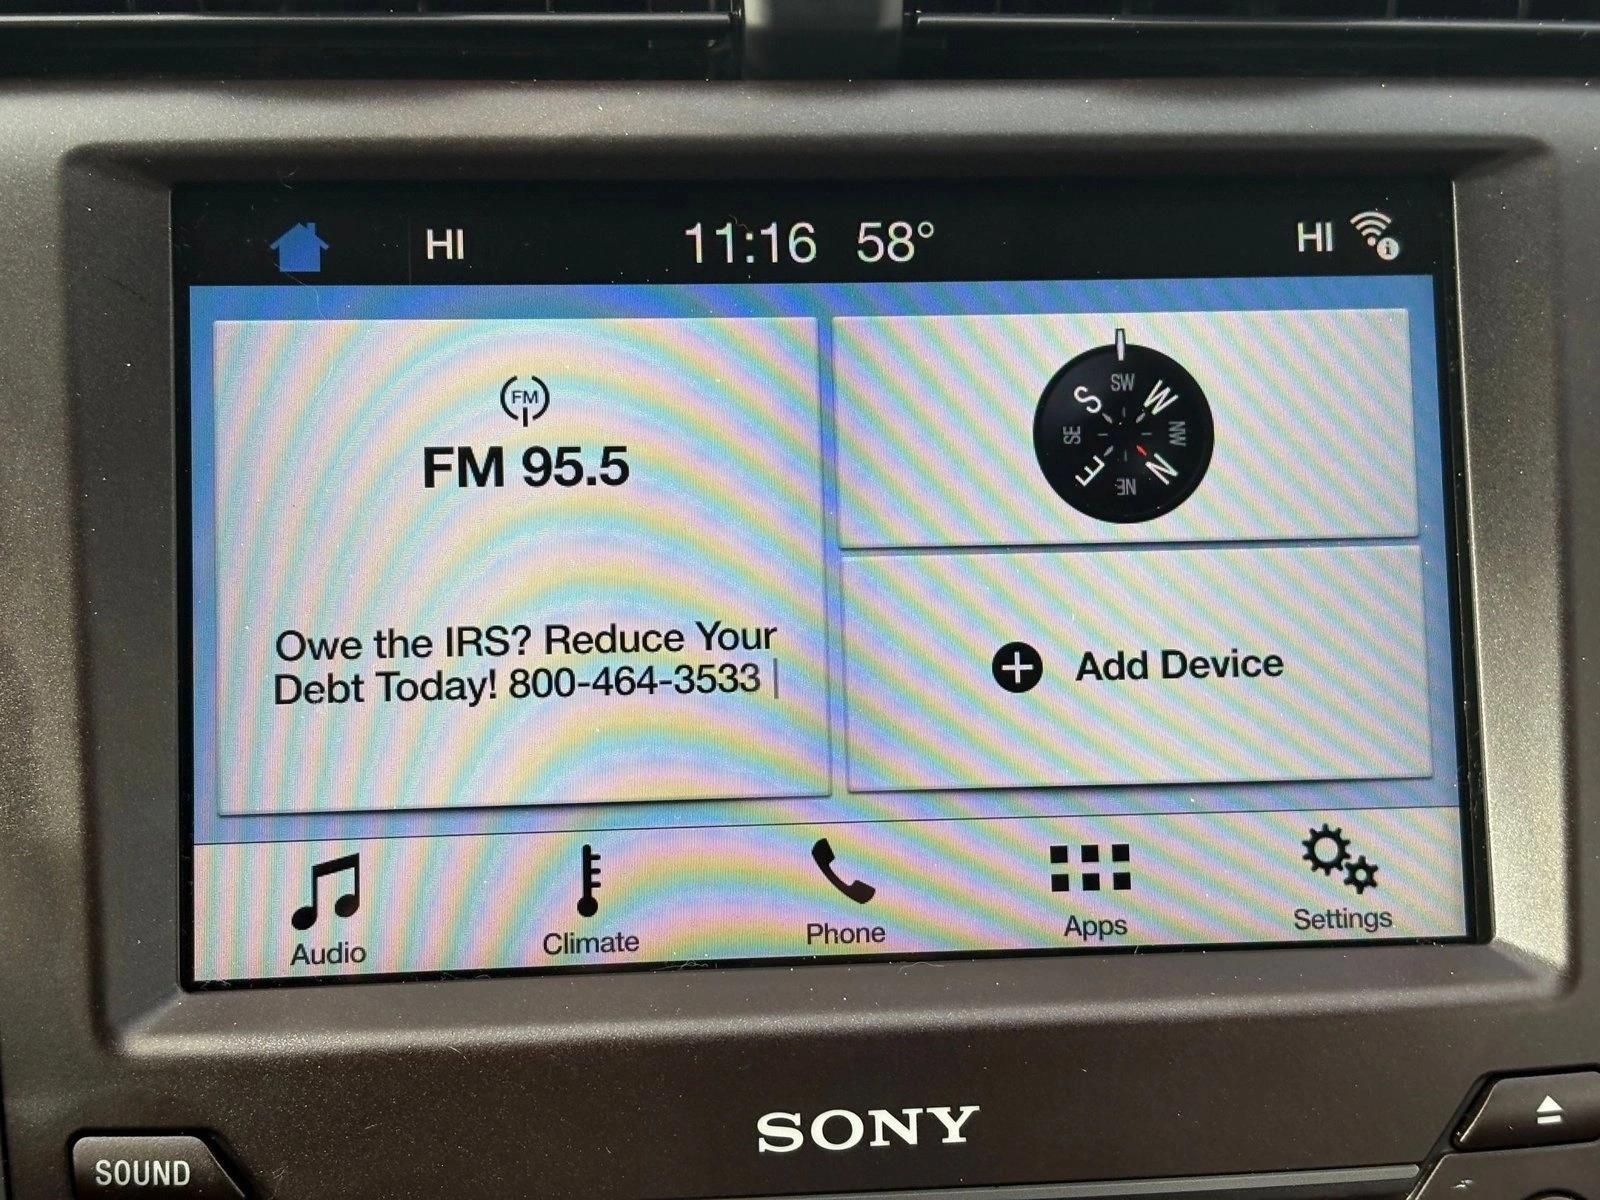 HI 11:16 58° HI
FM
FM 95.5
Owe the IRS? Reduce Your
Debt Today! 800-464-3533 |
SW
S W
SE NW
E N
NE
Add Device
Audio Climate Phone Apps Settings
SONY
SOUND